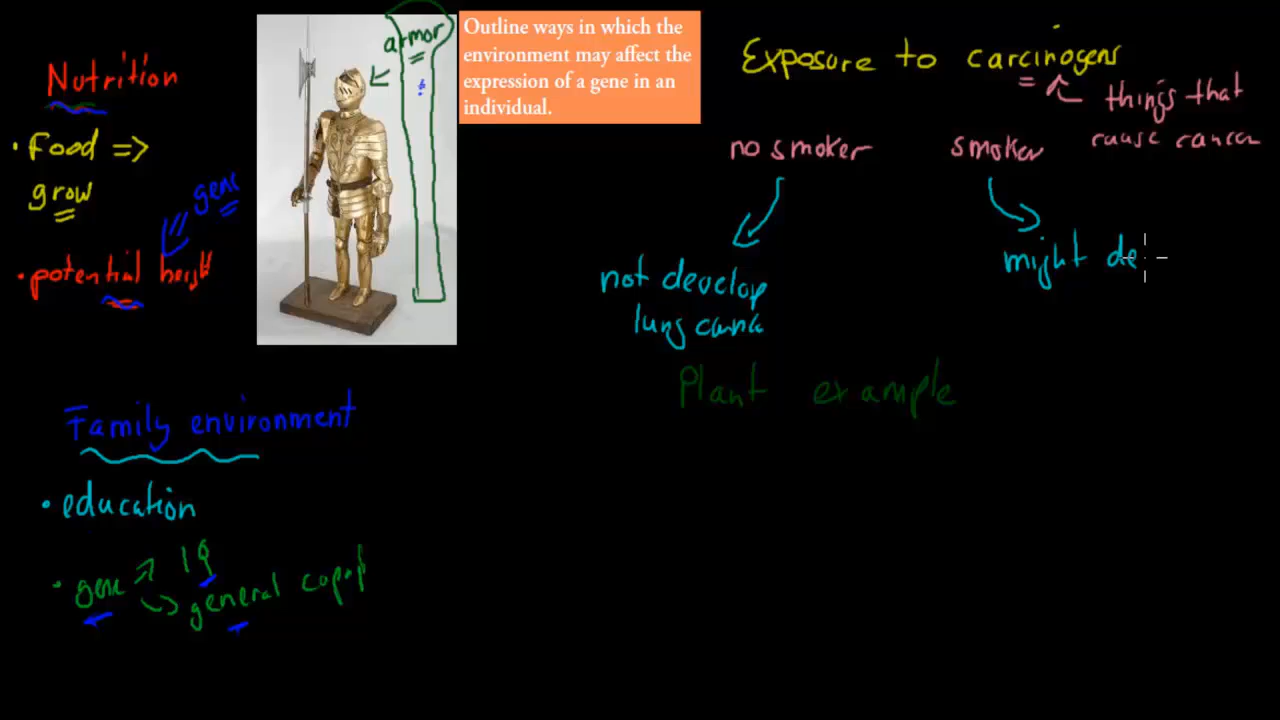 Nutrition
• Food =>
grow
gene
• potential height
armor
Outline ways in which the
environment may affect the
expression of a gene in an
individual.
Exposure to carcinogens
things that
cause cancer
no smoker
smoker
not develop
lung
might de
Plant example
Family environment
• education
• gene
IQ
general